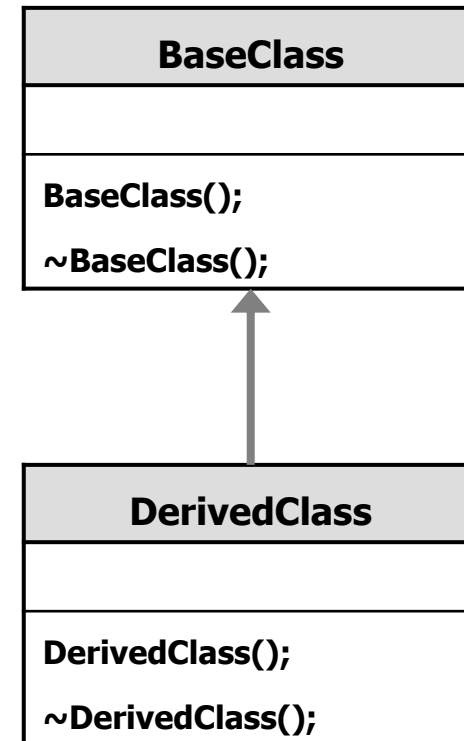 BaseClass
BaseClass();
~BaseClass();
DerivedClass
DerivedClass();
~DerivedClass();